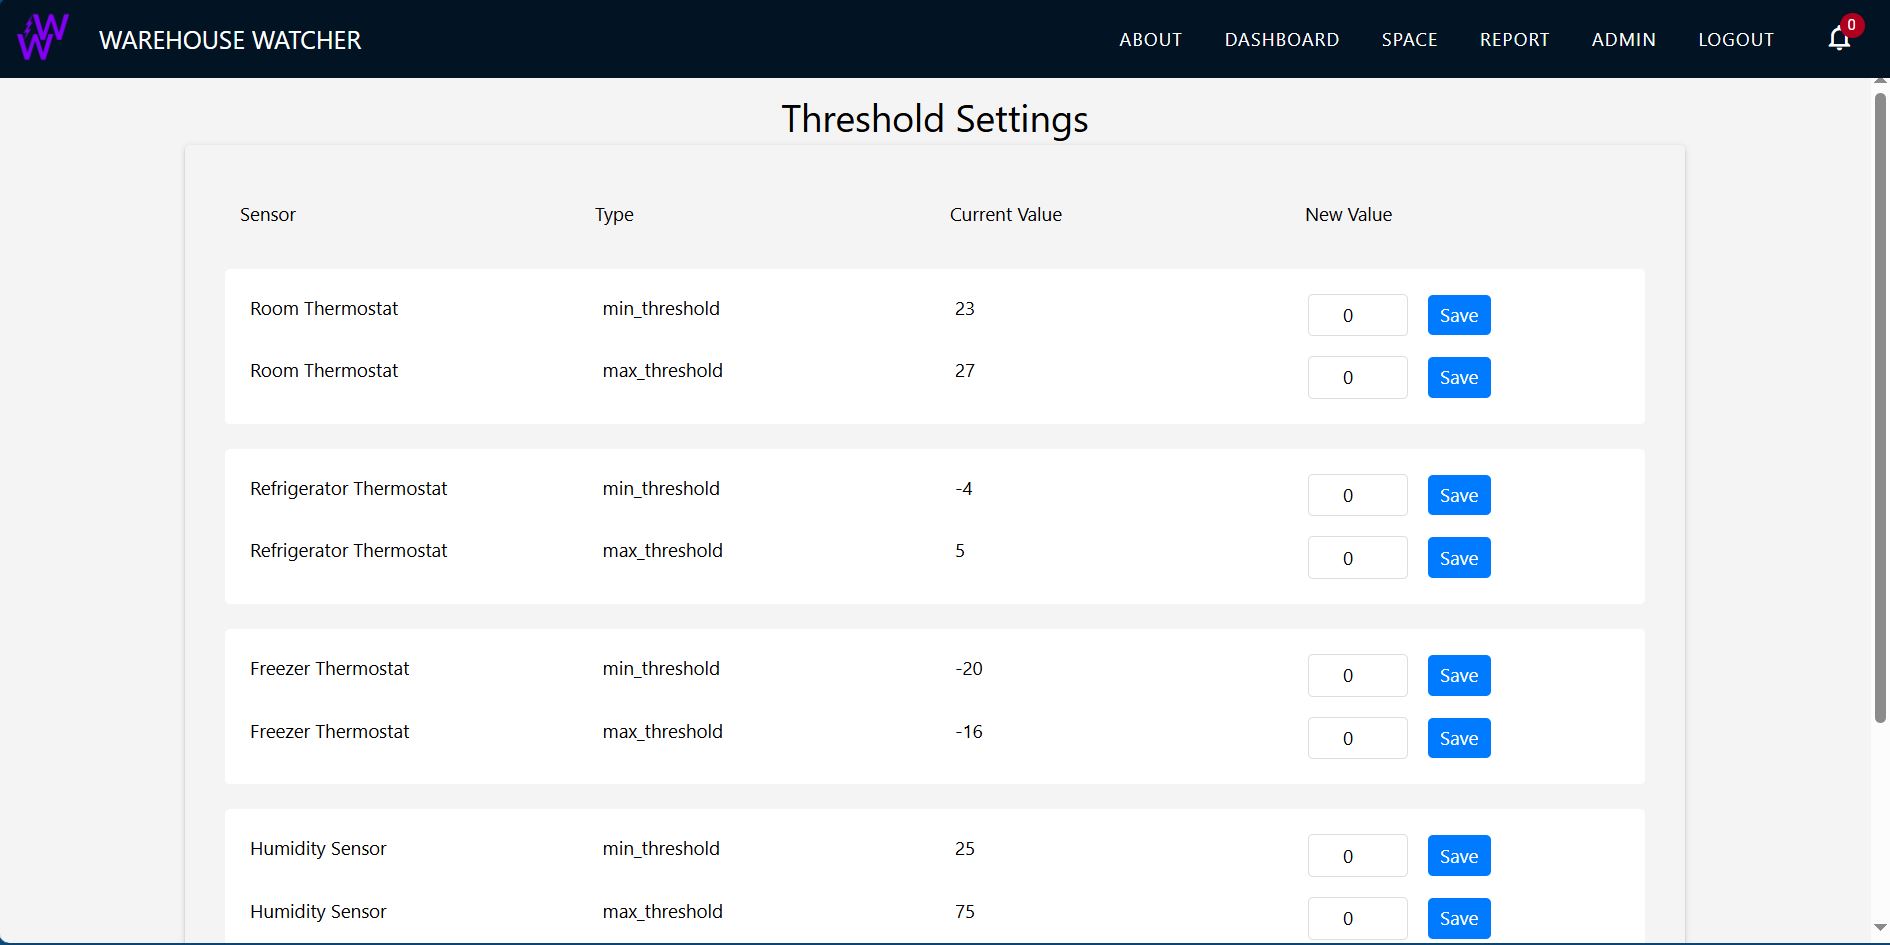 WW WAREHOUSE WATCHER ABOUT DASHBOARD SPACE REPORT ADMIN LOGOUT 0
Threshold Settings
Sensor Type Current Value New Value
Room Thermostat min_threshold 23 0 Save
Room Thermostat max_threshold 27 0 Save
Refrigerator Thermostat min_threshold -4 0 Save
Refrigerator Thermostat max_threshold 5 0 Save
Freezer Thermostat min_threshold -20 0 Save
Freezer Thermostat max_threshold -16 0 Save
Humidity Sensor min_threshold 25 0 Save
Humidity Sensor max_threshold 75 0 Save